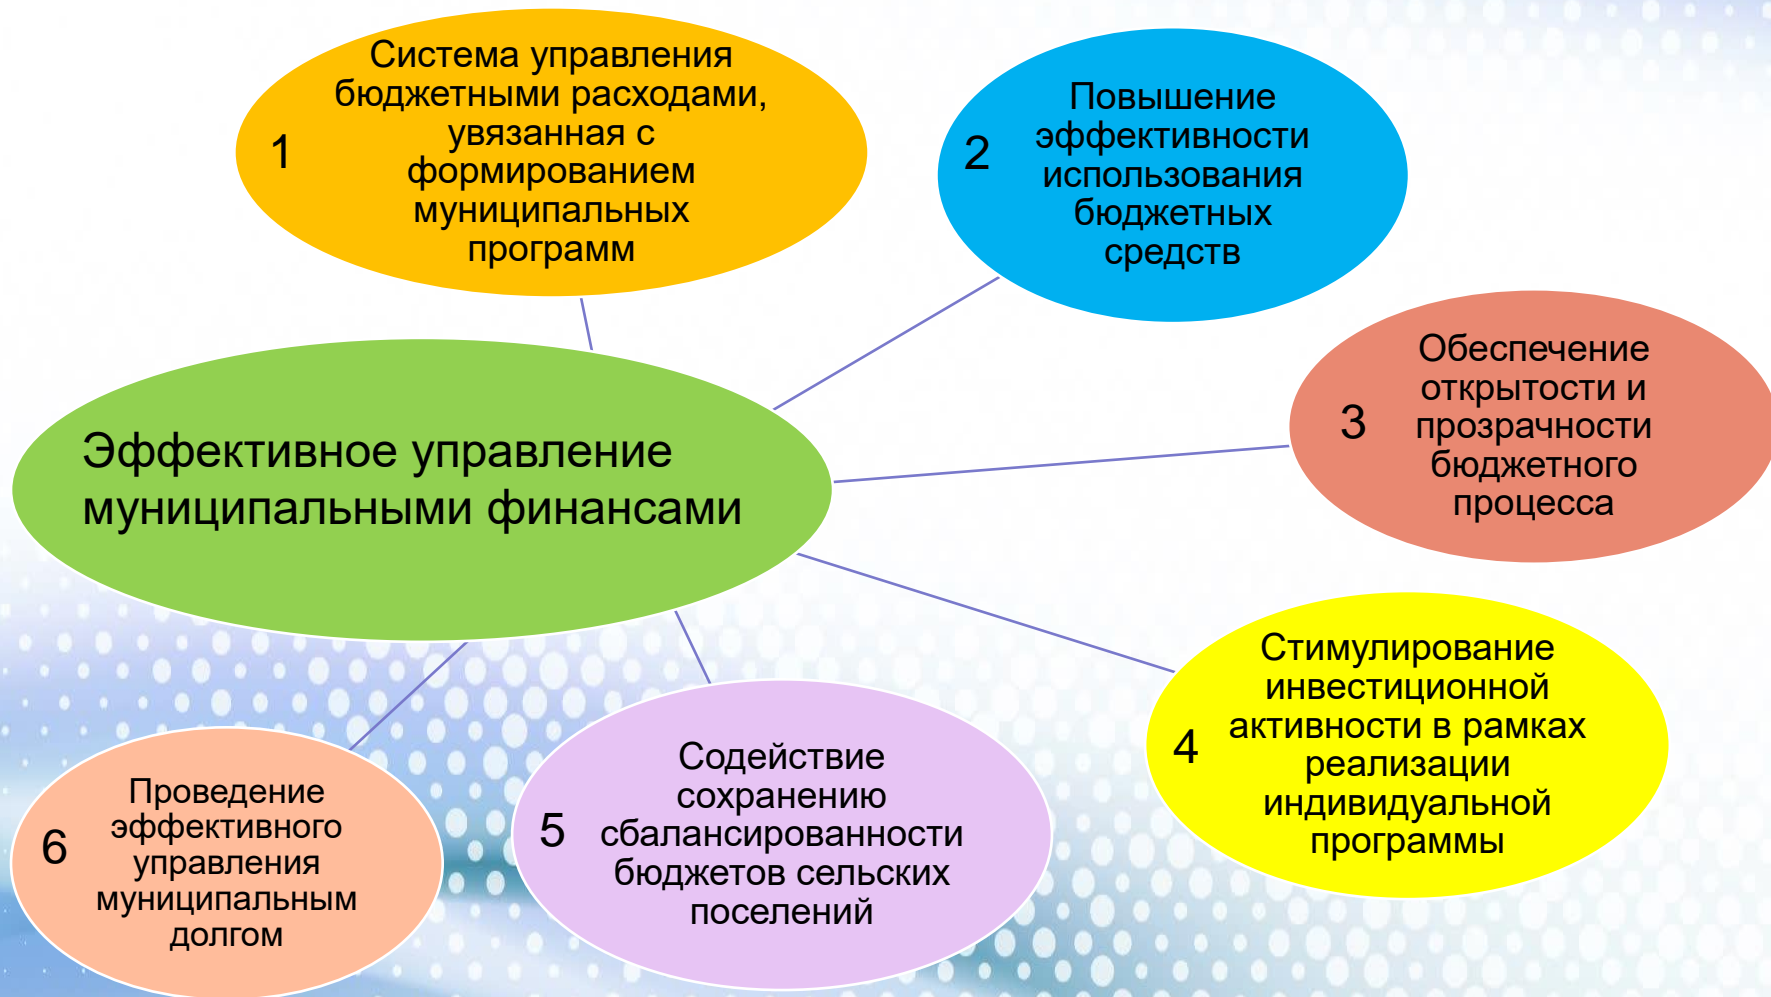 Система управления
бюджетными расходами,
увязанная с
формированием
муниципальных
программ
1
Повышение
эффективности
использования
бюджетных
средств
2
Обеспечение
открытости и
прозрачности
бюджетного
процесса
3
Эффективное управление
муниципальными финансами
Стимулирование
инвестиционной
активности в рамках
реализации
индивидуальной
программы
4
Содействие
сохранению
сбалансированности
бюджетов сельских
поселений
5
Проведение
эффективного
управления
муниципальным
долгом
6